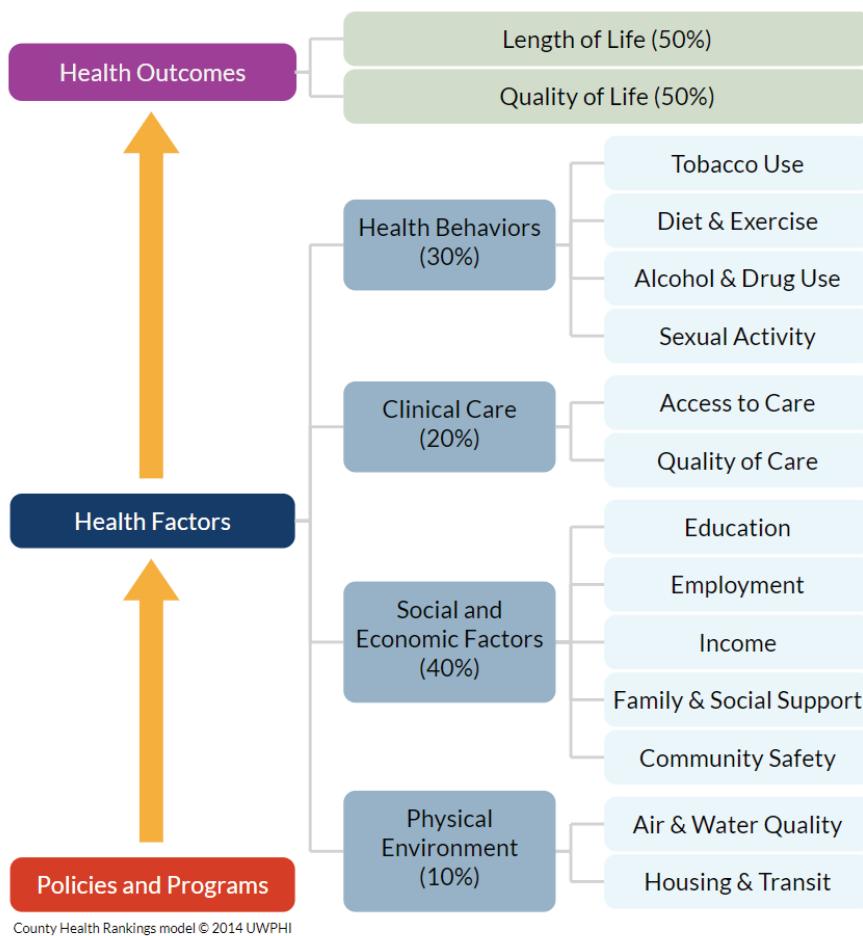 Health Outcomes
Length of Life (50%)
Quality of Life (50%)
Health Factors
Health Behaviors
(30%)
Tobacco Use
Diet & Exercise
Alcohol & Drug Use
Sexual Activity
Clinical Care
(20%)
Access to Care
Quality of Care
Social and
Economic Factors
(40%)
Education
Employment
Income
Family & Social Support
Community Safety
Physical
Environment
(10%)
Air & Water Quality
Housing & Transit
Policies and Programs
County Health Rankings model © 2014 UWPHI